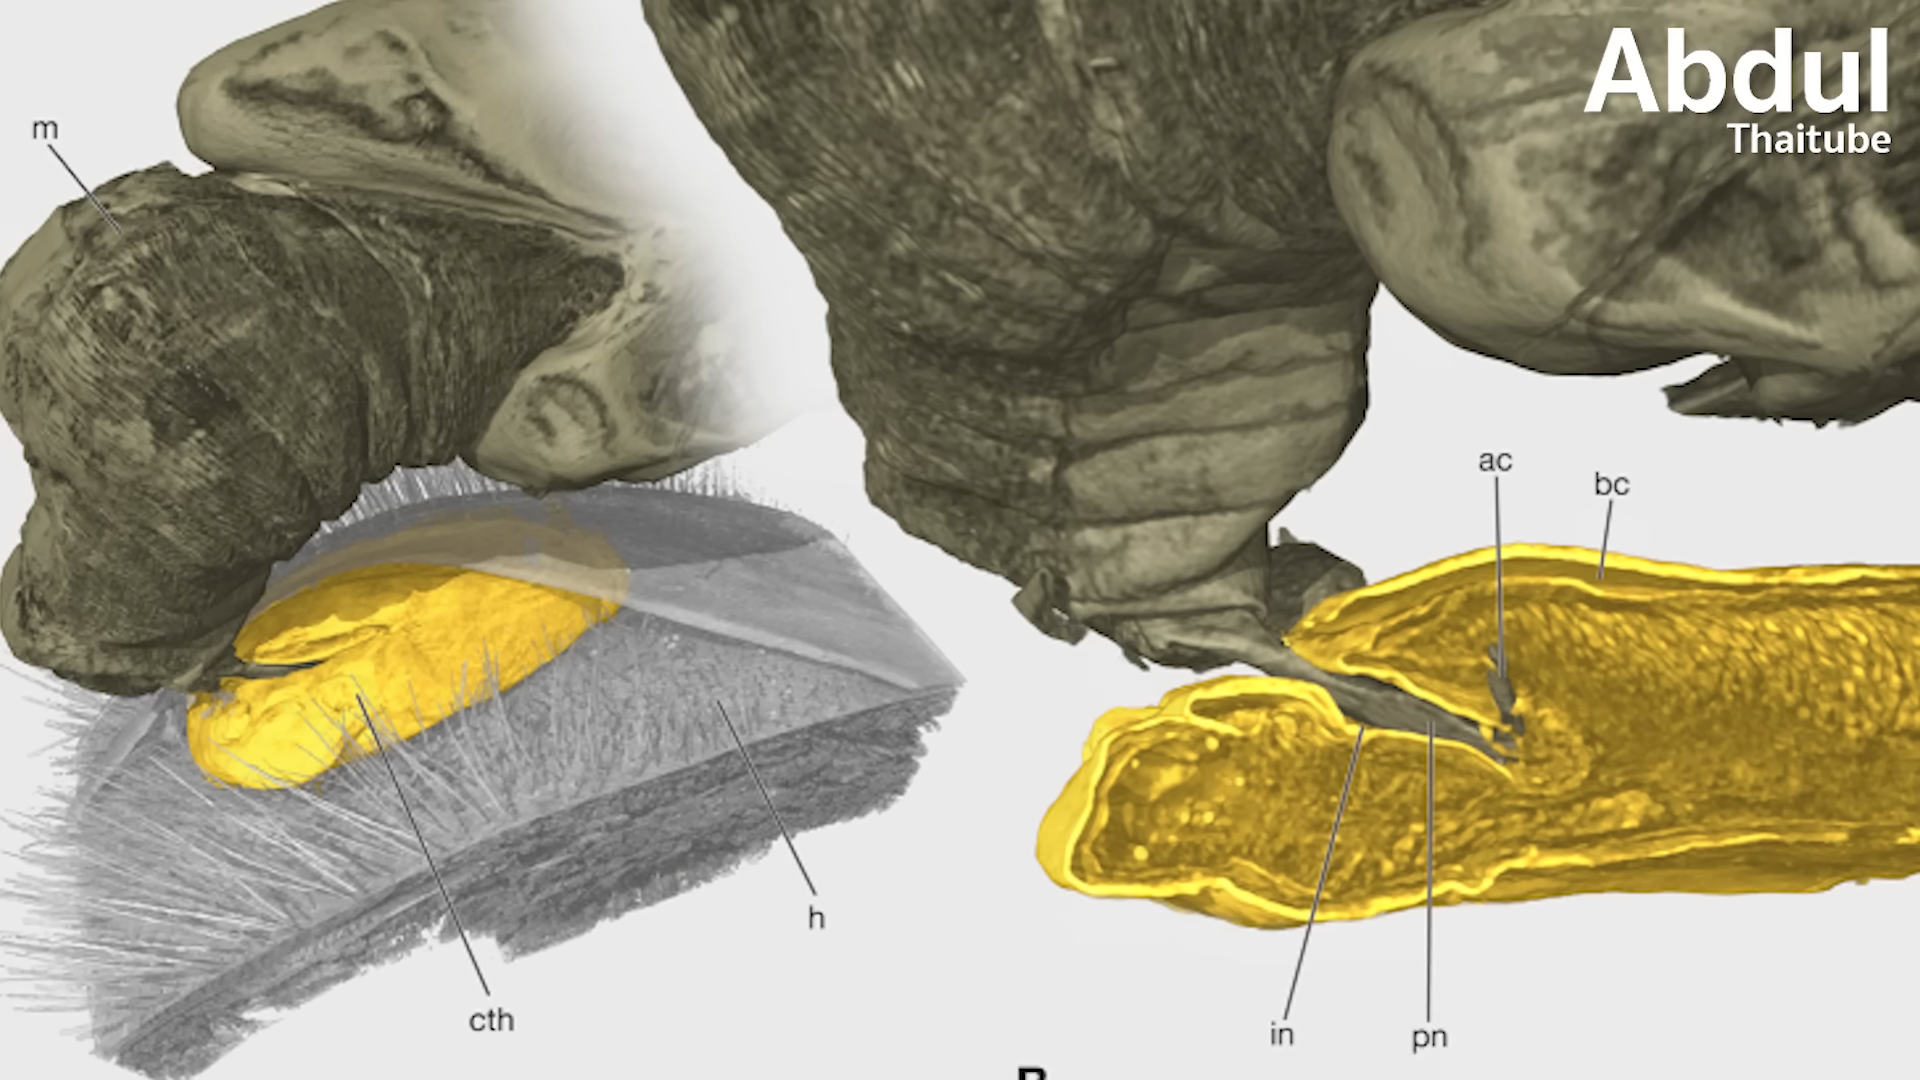 Abdul
Thaitube
m
ac
bc
h
cth
in
pn